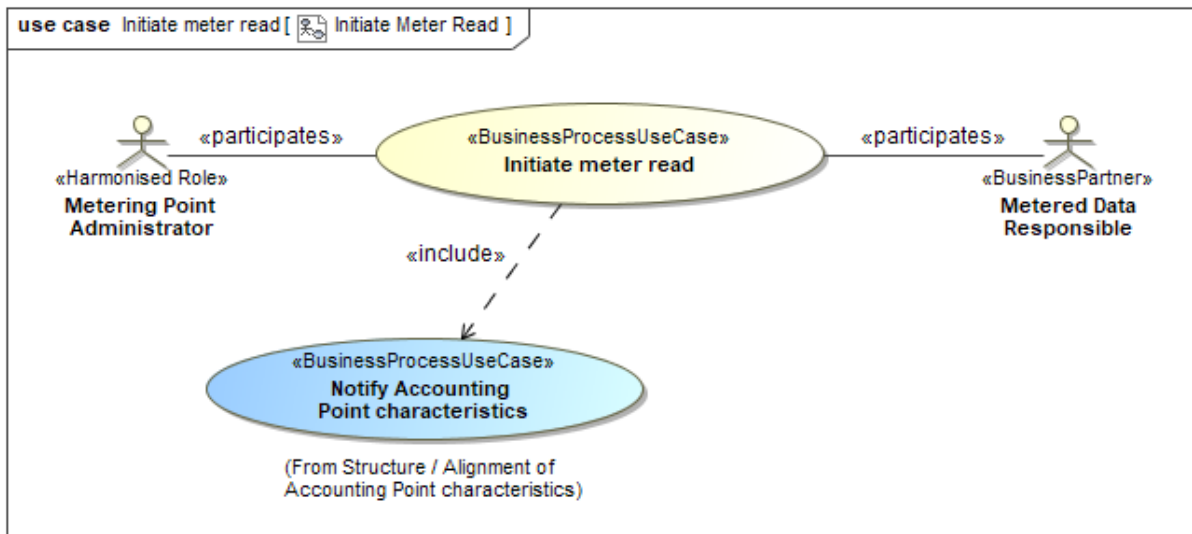 use case Initiate meter read [ Initiate Meter Read ]
«participates»
«BusinessProcessUseCase»
Initiate meter read
«participates»
«Harmonised Role»
Metering Point
Administrator
«BusinessPartner»
Metered Data
Responsible
«include»
«BusinessProcessUseCase»
Notify Accounting
Point characteristics
(From Structure / Alignment of
Accounting Point characteristics)